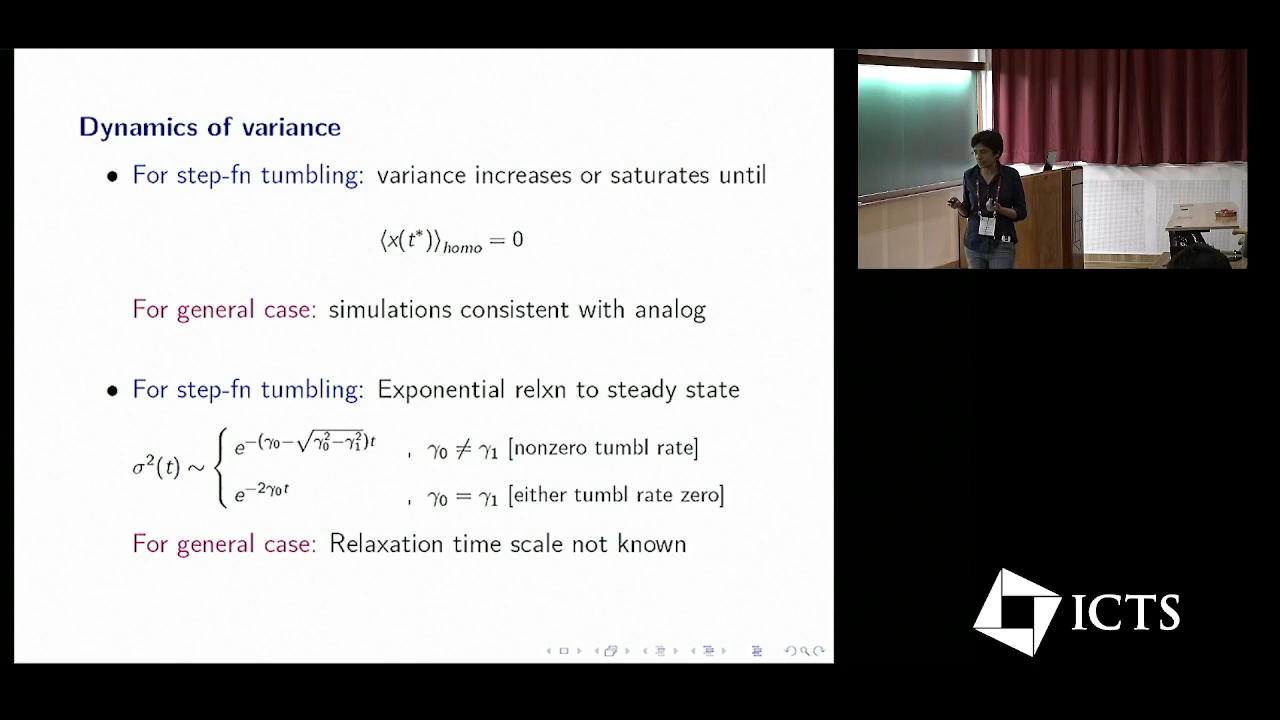 Dynamics of variance
• For step-fn tumbling: variance increases or saturates until
⟨x(t*)⟩_homo = 0
For general case: simulations consistent with analog
• For step-fn tumbling: Exponential relxn to steady state
σ²(t) ∼ { e^{−(γ₀−√(γ₀²−γ₁²))t} , γ₀ ≠ γ₁ [nonzero tumbl rate]
e^{−2γ₀t} , γ₀ = γ₁ [either tumbl rate zero]
For general case: Relaxation time scale not known
ICTS